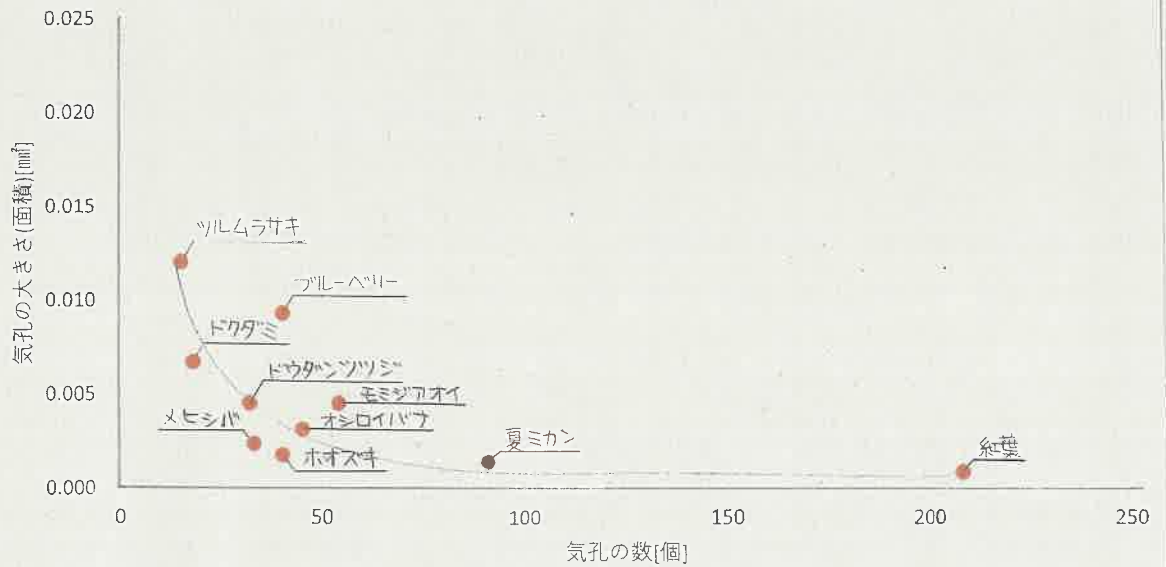 0.025
0.020
0.015
0.010
0.005
0.000
気孔の大きさ(面積)[m㎡]
ツルムラサキ
ブルーベリー
ドクダミ
ドウダンツツジ
モミジアオイ
メヒシバ
オシロイバナ
ホオズキ
夏ミカン
紅葉
0 50 100 150 200 250
気孔の数[個]